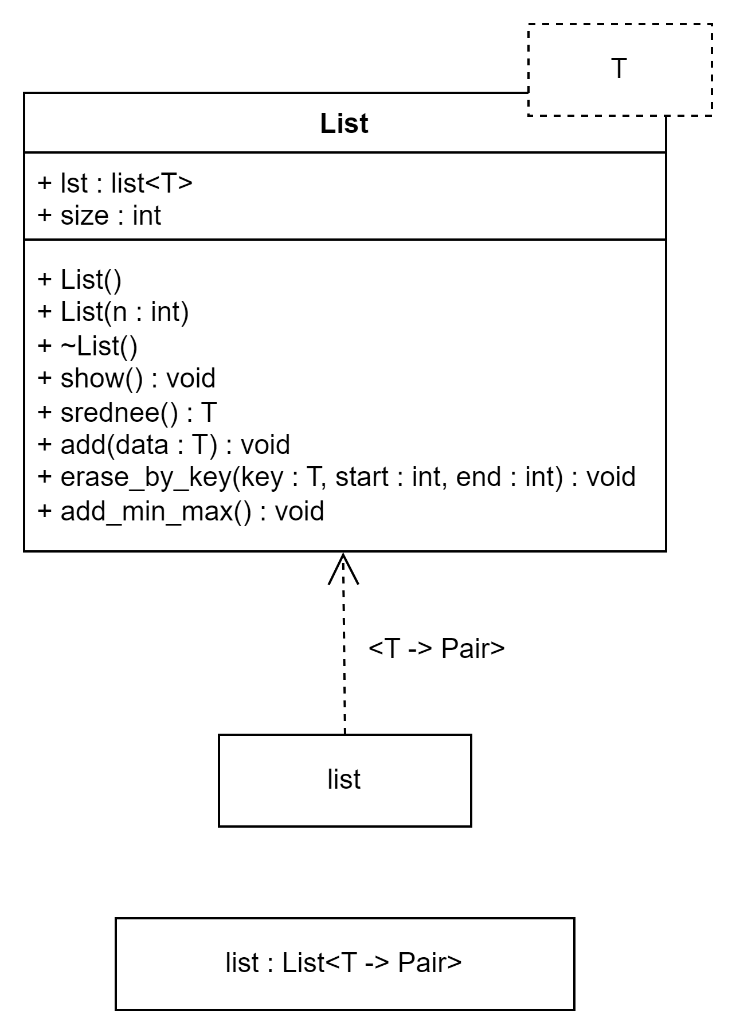 T
List
+ lst : list<T>
+ size : int
+ List()
+ List(n : int)
+ ~List()
+ show() : void
+ srednee() : T
+ add(data : T) : void
+ erase_by_key(key : T, start : int, end : int) : void
+ add_min_max() : void
<T -> Pair>
list
list : List<T -> Pair>